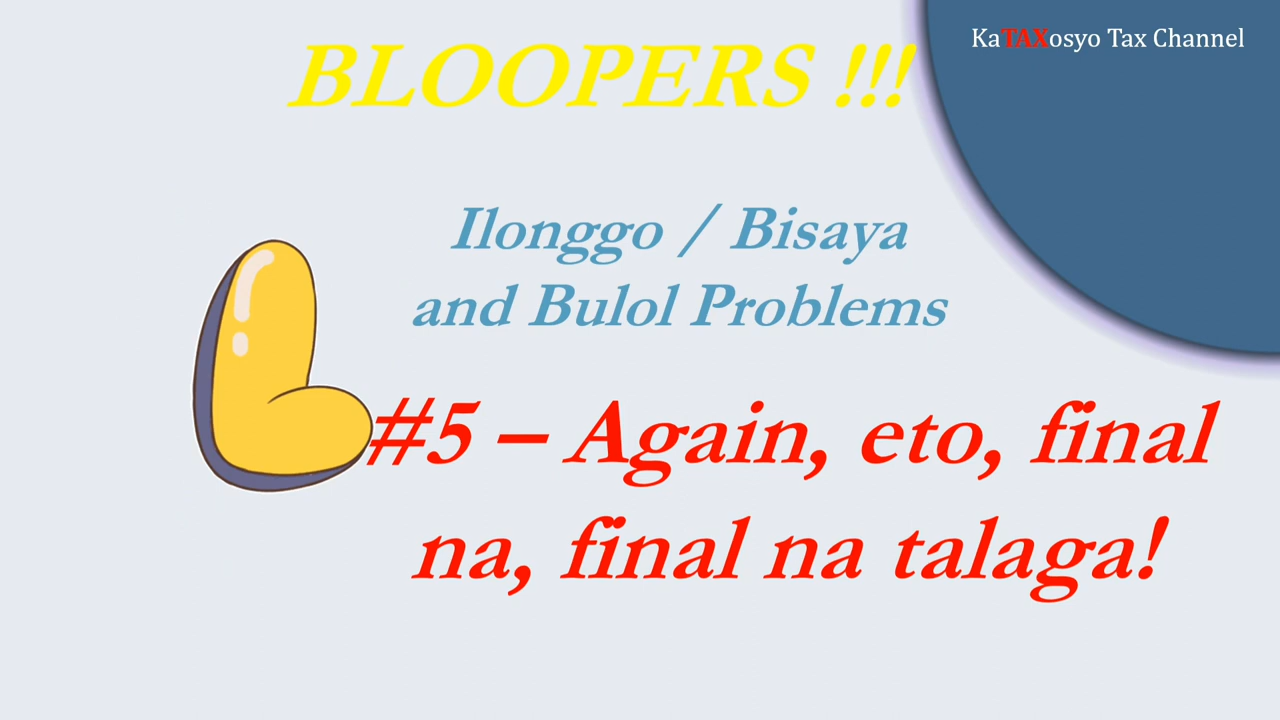 KaTAXosyo Tax Channel
BLOOPERS !!!
Ilonggo / Bisaya
and Bulol Problems
#5 – Again, eto, final
na, final na talaga!